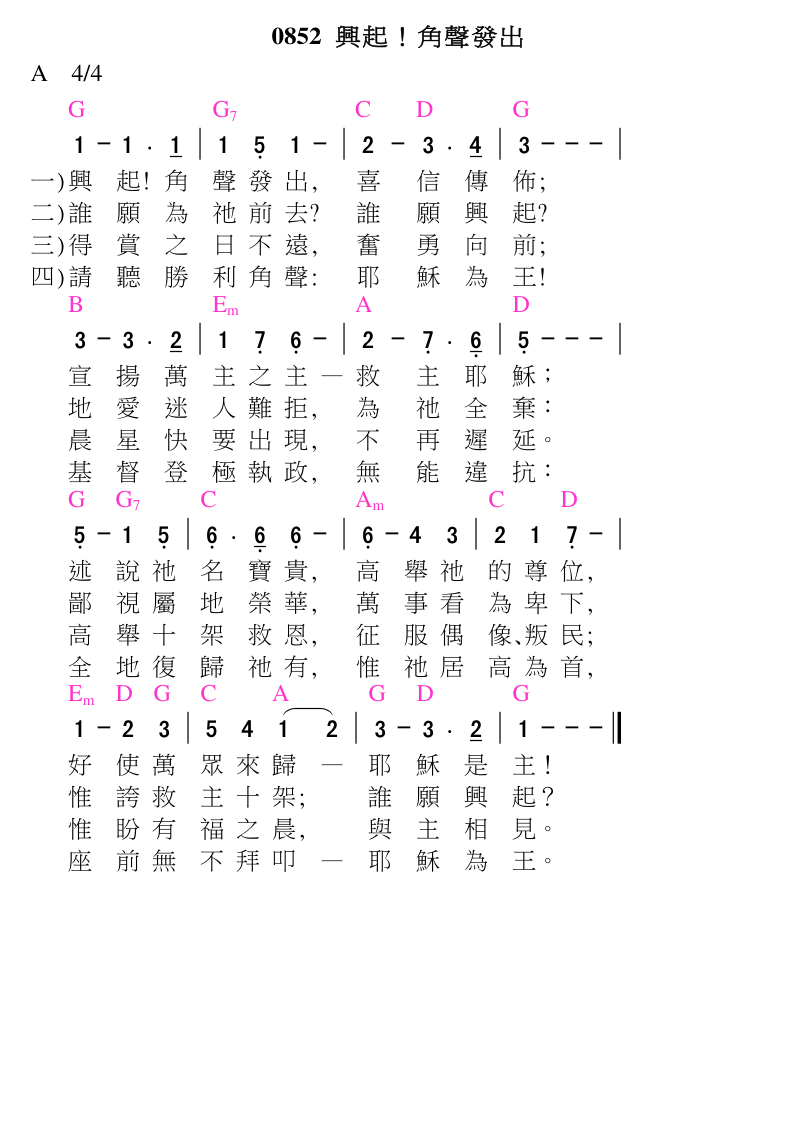 0852 興起！角聲發出
A 4/4
G G7 C D G
1 - 1 . 1 | 1 5 1 - | 2 - 3 . 4 | 3 - - - |
一)興 起! 角 聲 發 出, 喜 信 傳 佈;
二)誰 願 為 祂 前 去? 誰 願 興 起?
三)得 賞 之 日 不 遠, 奮 勇 向 前;
四)請 聽 勝 利 角 聲: 耶 穌 為 王!
B Em A D
3 - 3 . 2 | 1 7 6 - | 2 - 7 . 6 | 5 - - - |
宣 揚 萬 主 之 主 — 救 主 耶 穌；
地 愛 迷 人 難 拒, 為 祂 全 棄：
晨 星 快 要 出 現, 不 再 遲 延。
基 督 登 極 執 政, 無 能 違 抗：
G G7 C Am C D
5 - 1 5 | 6 . 6 6 - | 6 - 4 3 | 2 1 7 - |
述 說 祂 名 寶 貴, 高 舉 祂 的 尊 位,
鄙 視 屬 地 榮 華, 萬 事 看 為 卑 下,
高 舉 十 架 救 恩, 征 服 偶 像、叛 民;
全 地 復 歸 祂 有, 惟 祂 居 高 為 首,
Em D G C A G D G
1 - 2 3 | 5 4 1 2 | 3 - 3 . 2 | 1 - - - ‖
好 使 萬 眾 來 歸 — 耶 穌 是 主！
惟 誇 救 主 十 架; 誰 願 興 起？
惟 盼 有 福 之 晨, 與 主 相 見。
座 前 無 不 拜 叩 — 耶 穌 為 王。